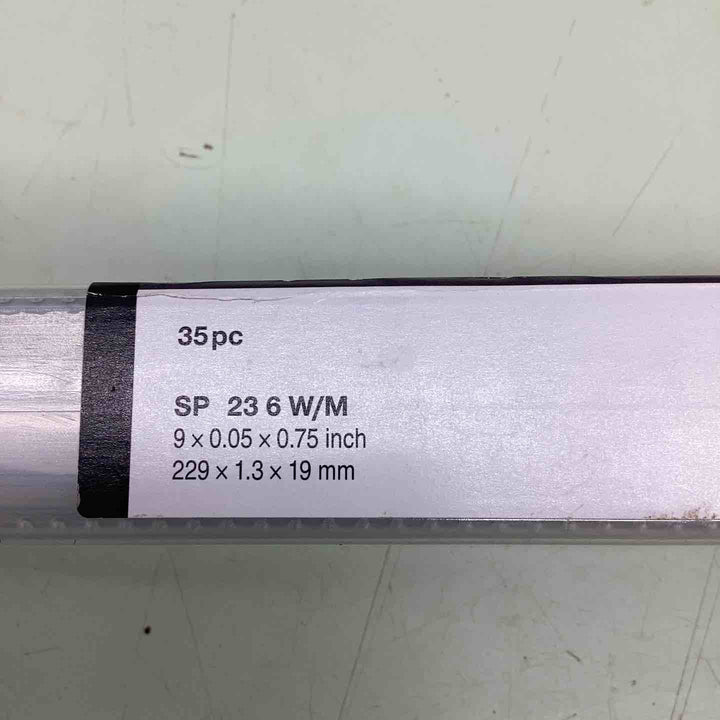 35pc
SP 23 6 W/M
9 × 0.05 × 0.75 inch
229 × 1.3 × 19 mm